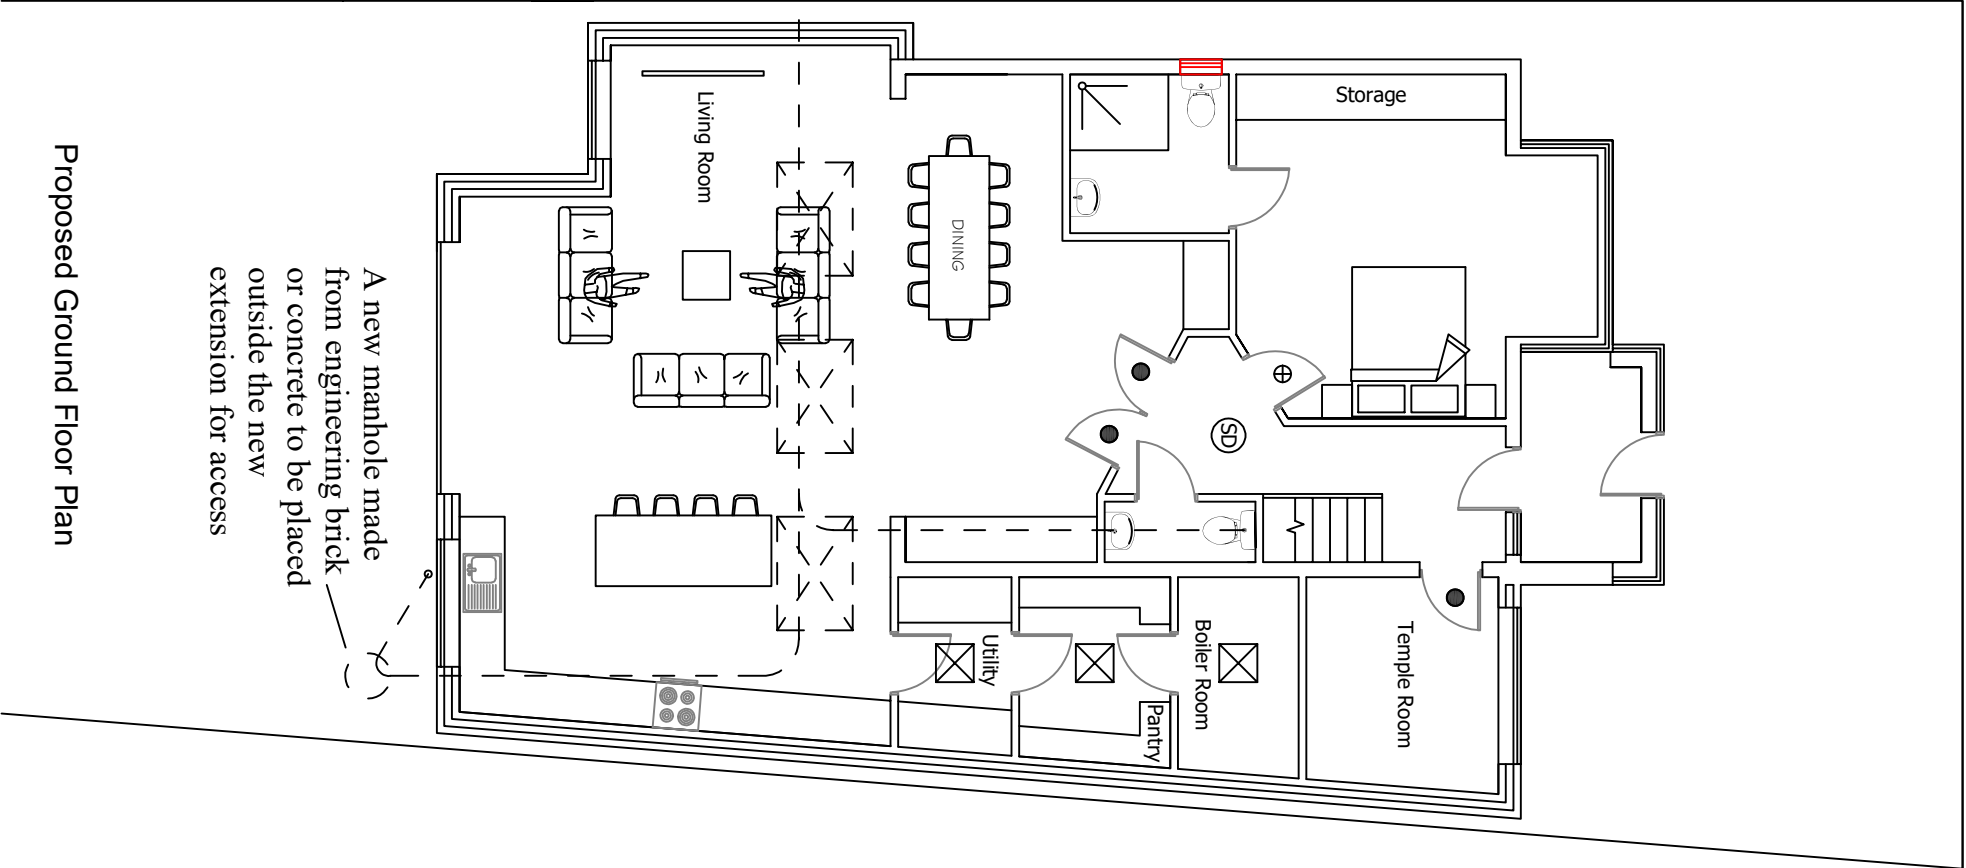 Storage
Living Room
DINING
SD
Utility
Boiler Room
Pantry
Temple Room
A new manhole made
from engineering brick
or concrete to be placed
outside the new
extension for access
Proposed Ground Floor Plan